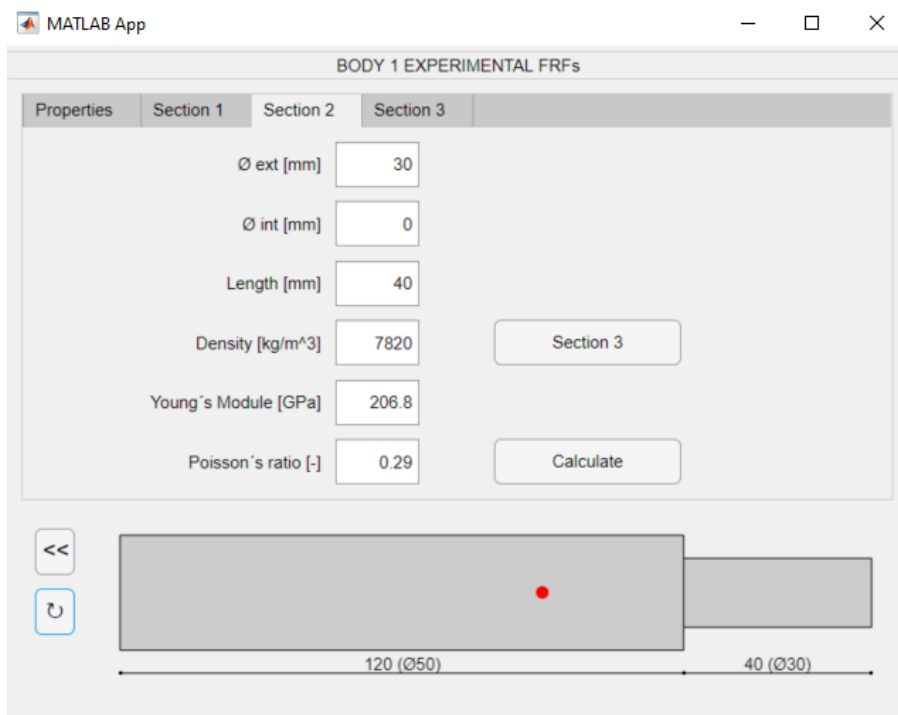 MATLAB App
BODY 1 EXPERIMENTAL FRFs
Properties Section 1 Section 2 Section 3
Ø ext [mm] 30
Ø int [mm] 0
Length [mm] 40
Density [kg/m^3] 7820 Section 3
Young´s Module [GPa] 206.8
Poisson´s ratio [-] 0.29 Calculate
<<
↻
120 (Ø50) 40 (Ø30)